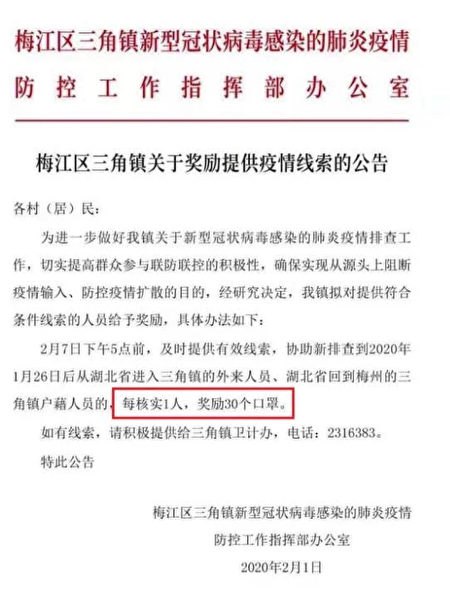 梅江区三角镇新型冠状病毒感染的肺炎疫情
防控工作指挥部办公室
梅江区三角镇关于奖励提供疫情线索的公告
各村（居）民：
为进一步做好我镇关于新型冠状病毒感染的肺炎疫情排查工
作，切实提高群众参与联防联控的积极性，确保实现从源头上阻断
疫情输入、防控疫情扩散的目的，经研究决定，我镇拟对提供符合
条件线索的人员给予奖励，具体办法如下：
2月7日下午5点前，及时提供有效线索，协助新排查到2020年
1月26日后从湖北省进入三角镇的外来人员、湖北省回到梅州的三
角镇户藉人员的，每核实1人，奖励30个口罩。
如有线索，请积极提供给三角镇卫计办，电话：2316383。
特此公告
梅江区三角镇新型冠状病毒感染的肺炎疫情
防控工作指挥部办公室
2020年2月1日